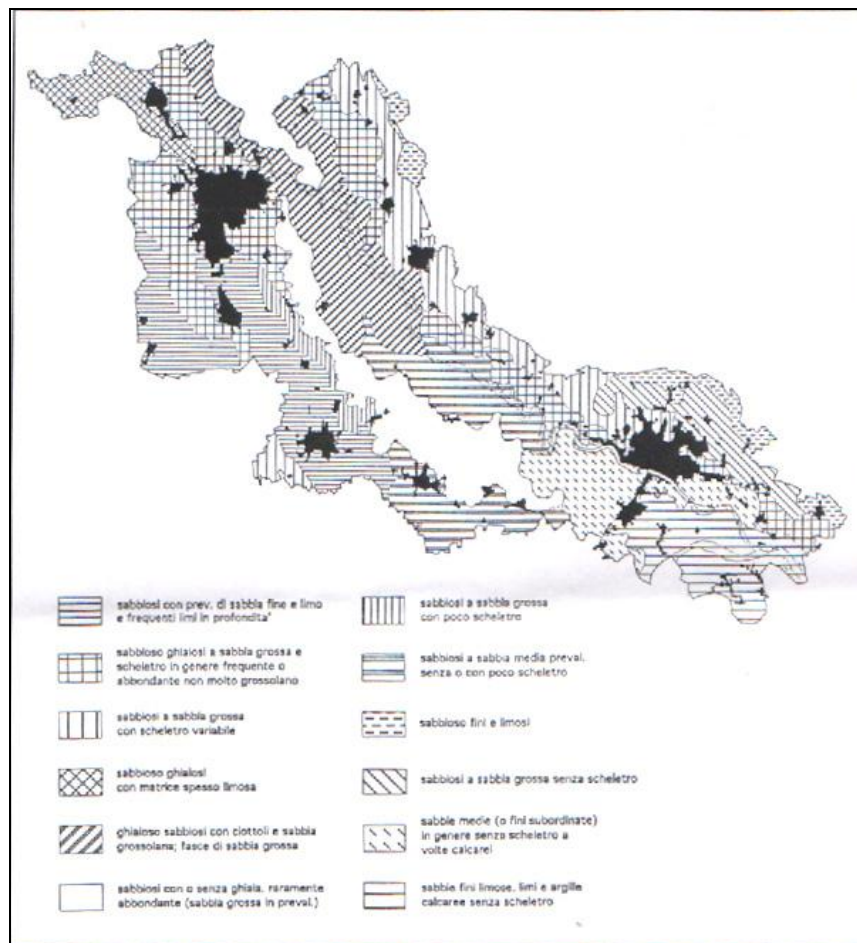 sabbiosi con prev. di sabbia fine e limo
e frequenti limi in profondita'
sabbioso ghiaiosi a sabbia grossa e
scheletro in genere frequente o
abbondante non molto grossolano
sabbiosi a sabbia grossa
con scheletro variabile
sabbioso ghiaiosi
con matrice spesso limosa
ghiaioso sabbiosi con ciottoli e sabbia
grossolana; fasce di sabbia grossa
sabbiosi con o senza ghiaia, raramente
abbondante (sabbia grossa in preval.)
sabbiosi a sabbia grossa
con poco scheletro
sabbiosi a sabbia media preval.
senza o con poco scheletro
sabbioso fini e limosi
sabbiosi a sabbia grossa senza scheletro
sabbie medie (o fini subordinate)
in genere senza scheletro a
volte calcarei
sabbie fini limose, limi e argille
calcaree senza scheletro